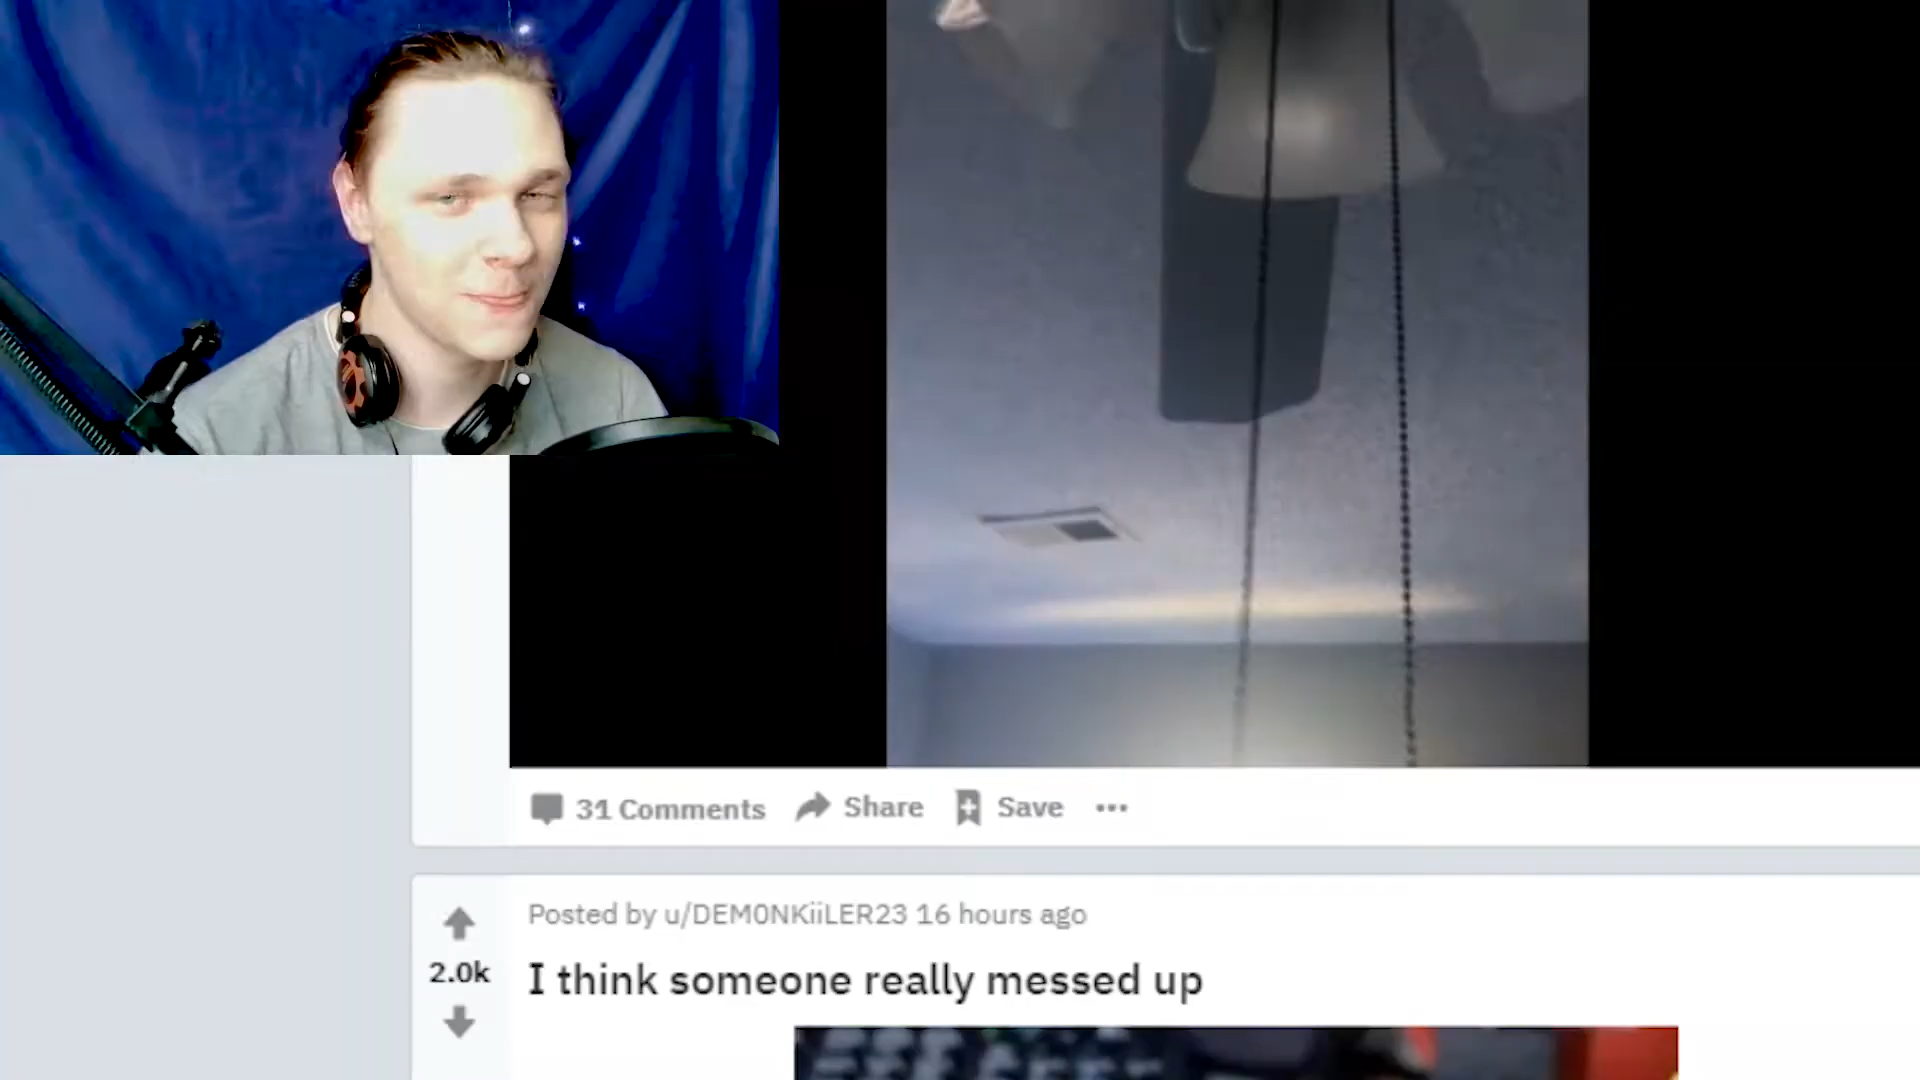 31 Comments Share Save
Posted by u/DEM0NKiiLER23 16 hours ago
2.0k
I think someone really messed up